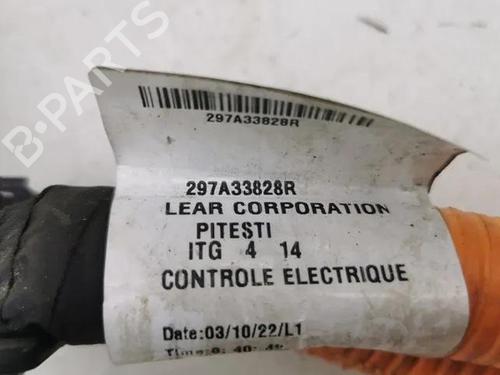 297A33828R
297A33828R
LEAR CORPORATION
PITESTI
ITG 4 14
CONTROLE ELECTRIQUE
Date:03/10/22/L1
B-PARTS